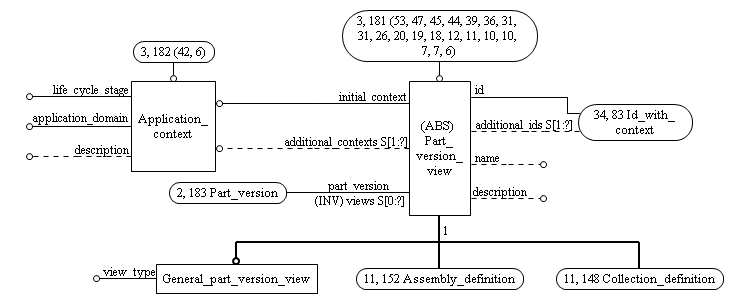 3, 181 (53, 47, 45, 44, 39, 36, 31,
31, 26, 20, 19, 18, 12, 11, 10, 10,
7, 7, 6)
3, 182 (42, 6)
life_cycle_stage
application_domain
description
Application_
context
initial_context
additional_contexts S[1:?]
part_version
(INV) views S[0:?]
2, 183 Part_version
(ABS)
Part_
version_
view
id
additional_ids S[1:?]
34, 83 Id_with_
context
name
description
1
view_type
General_part_version_view
11, 152 Assembly_definition
11, 148 Collection_definition